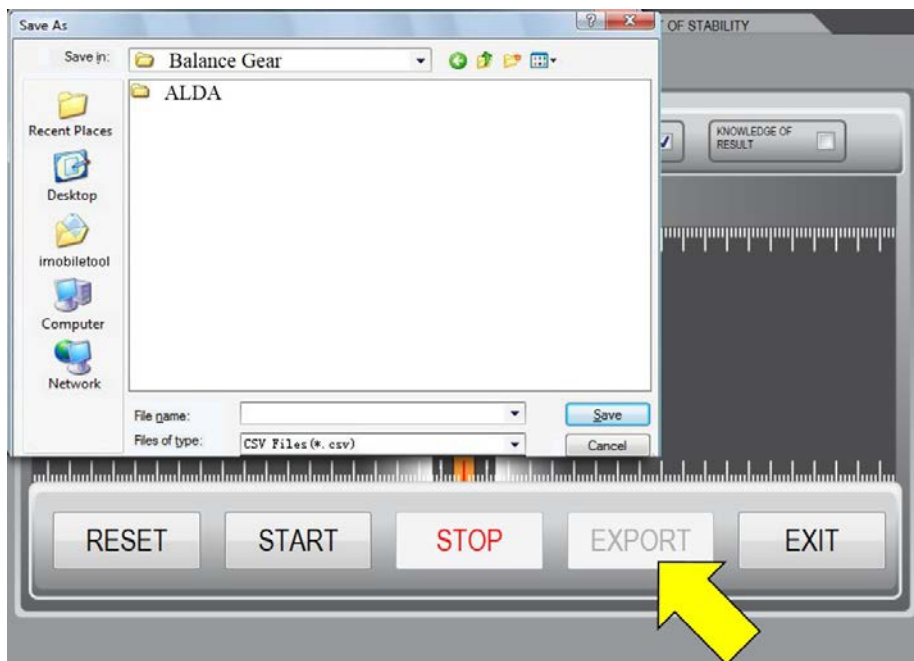 Save As
OF STABILITY
Save in:
Balance Gear
ALDA
Recent Places
Desktop
imobiletool
Computer
Network
KNOWLEDGE OF
RESULT
File name:
Save
Files of type:
CSV Files(*.csv)
Cancel
RESET
START
STOP
EXPORT
EXIT